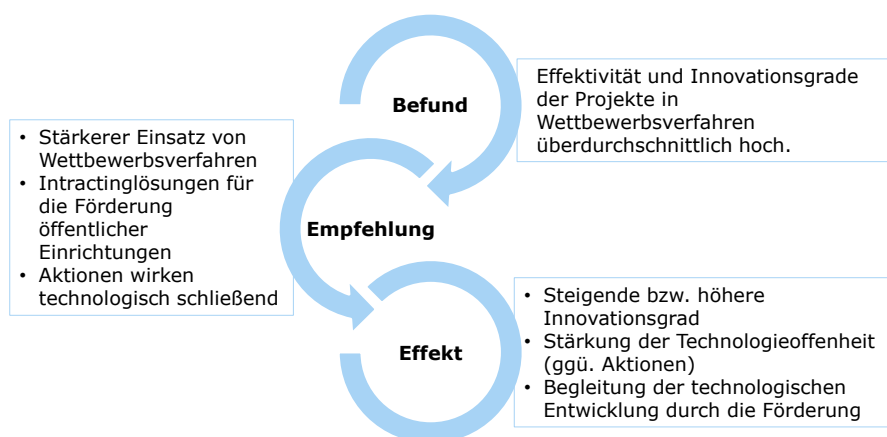 Befund
Effektivität und Innovationsgrade
der Projekte in
Wettbewerbsverfahren
überdurchschnittlich hoch.
• Stärkerer Einsatz von
Wettbewerbsverfahren
• Intractinglösungen für
die Förderung
öffentlicher
Einrichtungen
• Aktionen wirken
technologisch schließend
Empfehlung
Effekt
• Steigende bzw. höhere
Innovationsgrad
• Stärkung der Technologieoffenheit
(ggü. Aktionen)
• Begleitung der technologischen
Entwicklung durch die Förderung